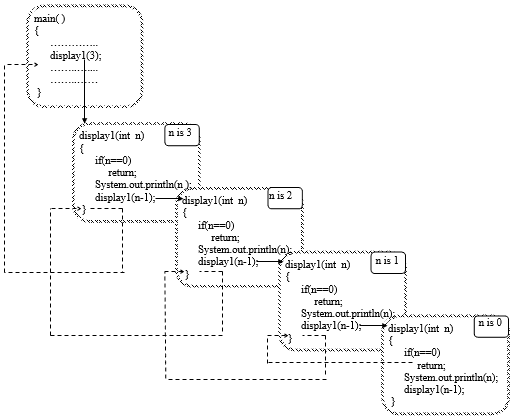 main( )
{
..................
display1(3);
..................
..................
}
display1(int n)
n is 3
{
if(n==0)
return;
System.out.println(n );
display1(n-1);
}
display1(int n)
n is 2
{
if(n==0)
return;
System.out.println(n);
display1(n-1);
}
display1(int n)
n is 1
{
if(n==0)
return;
System.out.println(n);
display1(n-1);
}
display1(int n)
n is 0
{
if(n==0)
return;
System.out.println(n);
display1(n-1);
}